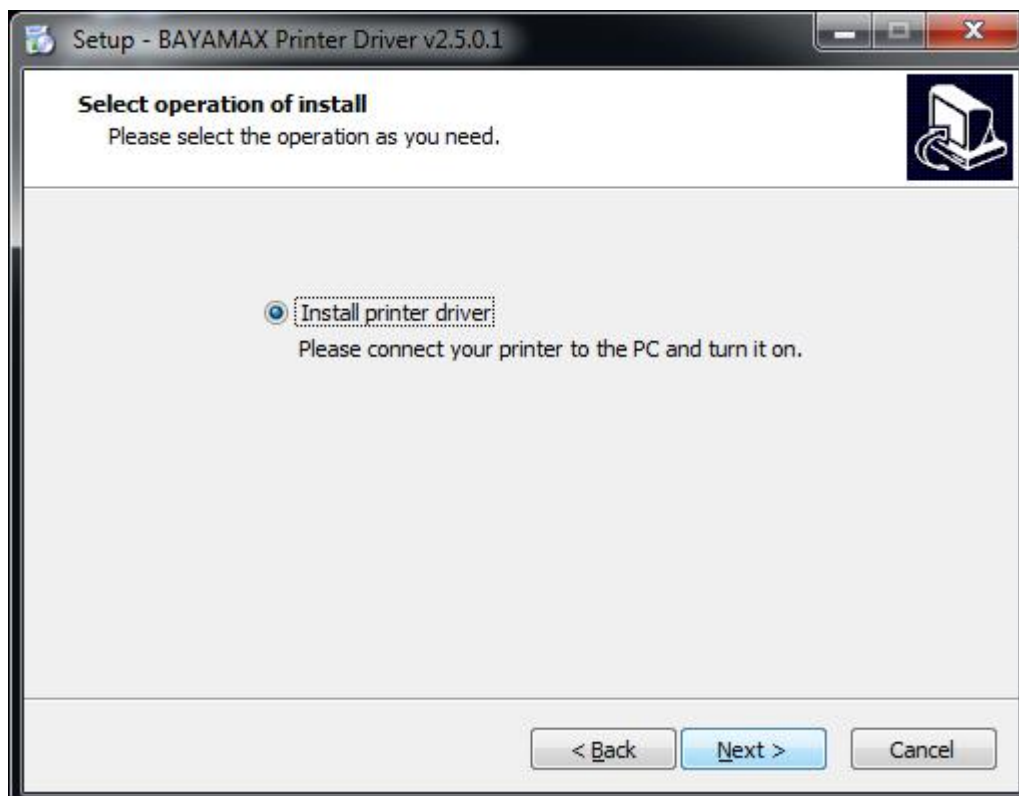 Setup - BAYAMAX Printer Driver v2.5.0.1
Select operation of install
Please select the operation as you need.
Install printer driver
Please connect your printer to the PC and turn it on.
< Back
Next >
Cancel